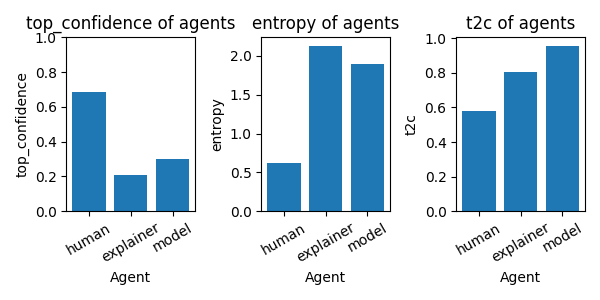 top_confidence of agents
top_confidence
1.0
0.8
0.6
0.4
0.2
0.0
human
explainer
model
Agent
entropy of agents
entropy
2.0
1.5
1.0
0.5
0.0
human
explainer
model
Agent
t2c of agents
t2c
1.0
0.8
0.6
0.4
0.2
0.0
human
explainer
model
Agent